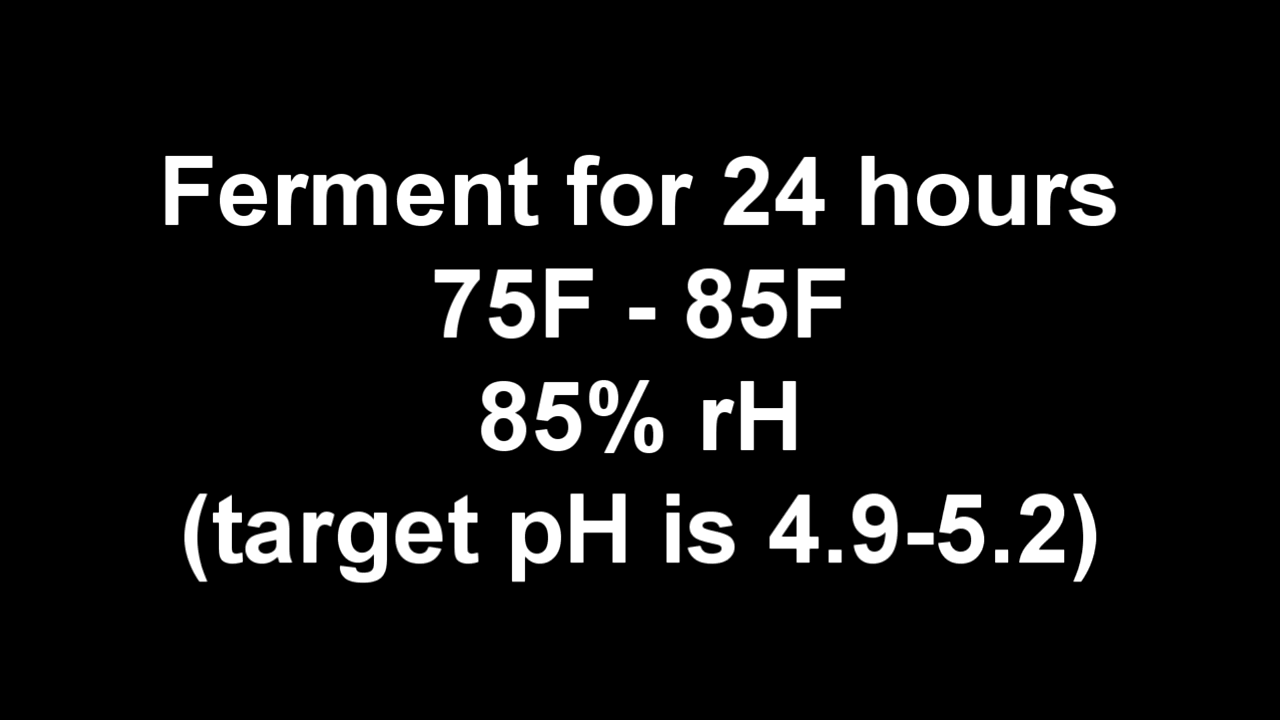 Ferment for 24 hours
75F - 85F
85% rH
(target pH is 4.9-5.2)